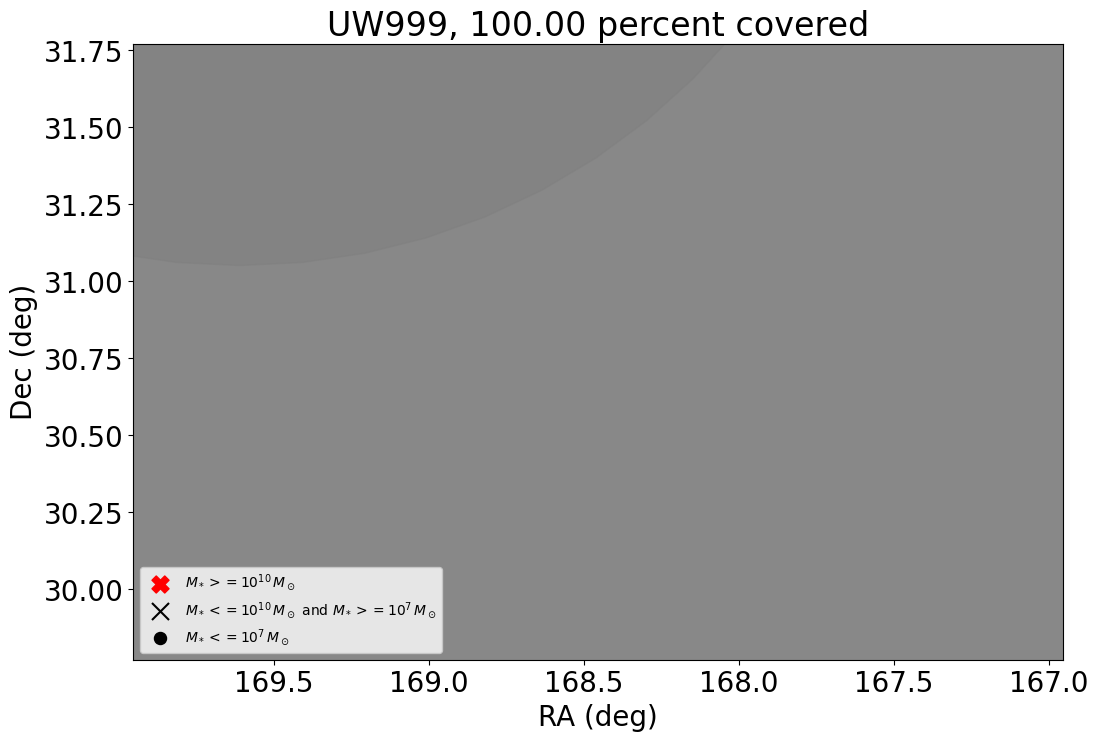 UW999, 100.00 percent covered
31.75
31.50
31.25
31.00
30.75
30.50
30.25
30.00
Dec (deg)
M* >= 10^10 M⊙
M* <= 10^10 M⊙ and M* >= 10^7 M⊙
M* <= 10^7 M⊙
169.5 169.0 168.5 168.0 167.5 167.0
RA (deg)